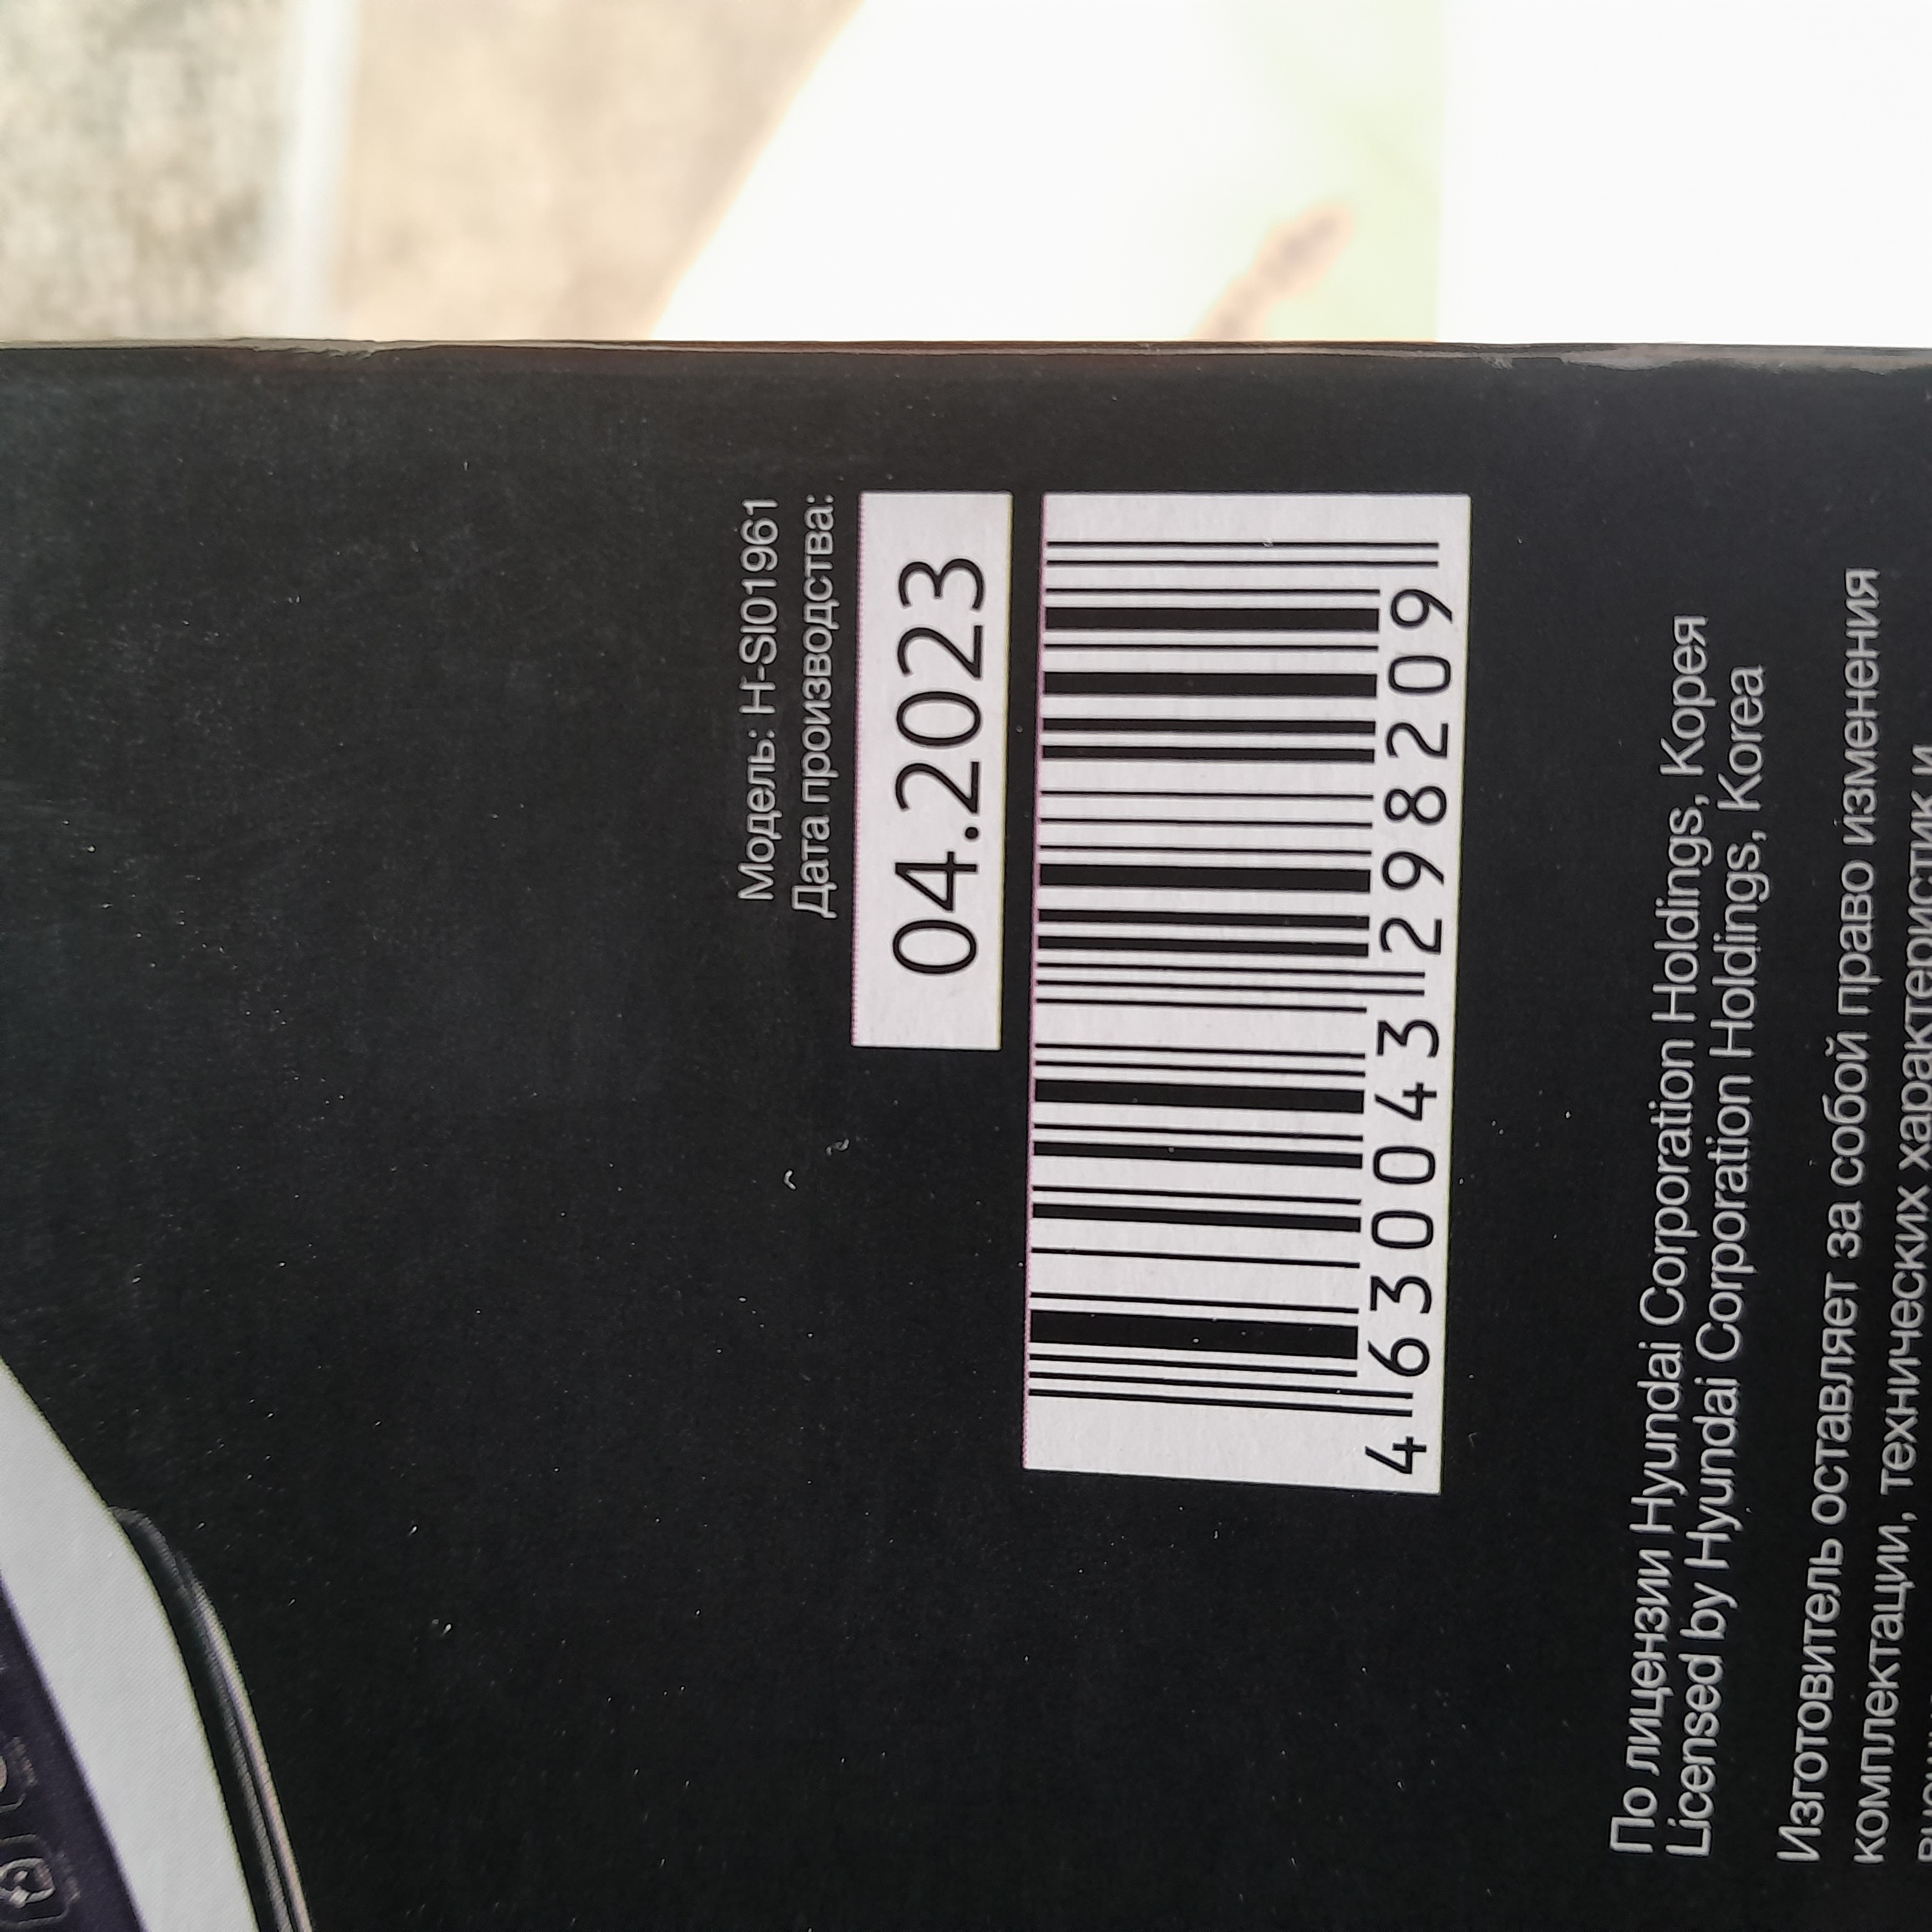 Модель: H-SI01961
Дата производства:
04.2023
4 630043 298209
По лицензии Hyundai Corporation Holdings, Корея
Licensed by Hyundai Corporation Holdings, Korea
Изготовитель оставляет за собой право изменения
комплектации, технических характеристик и